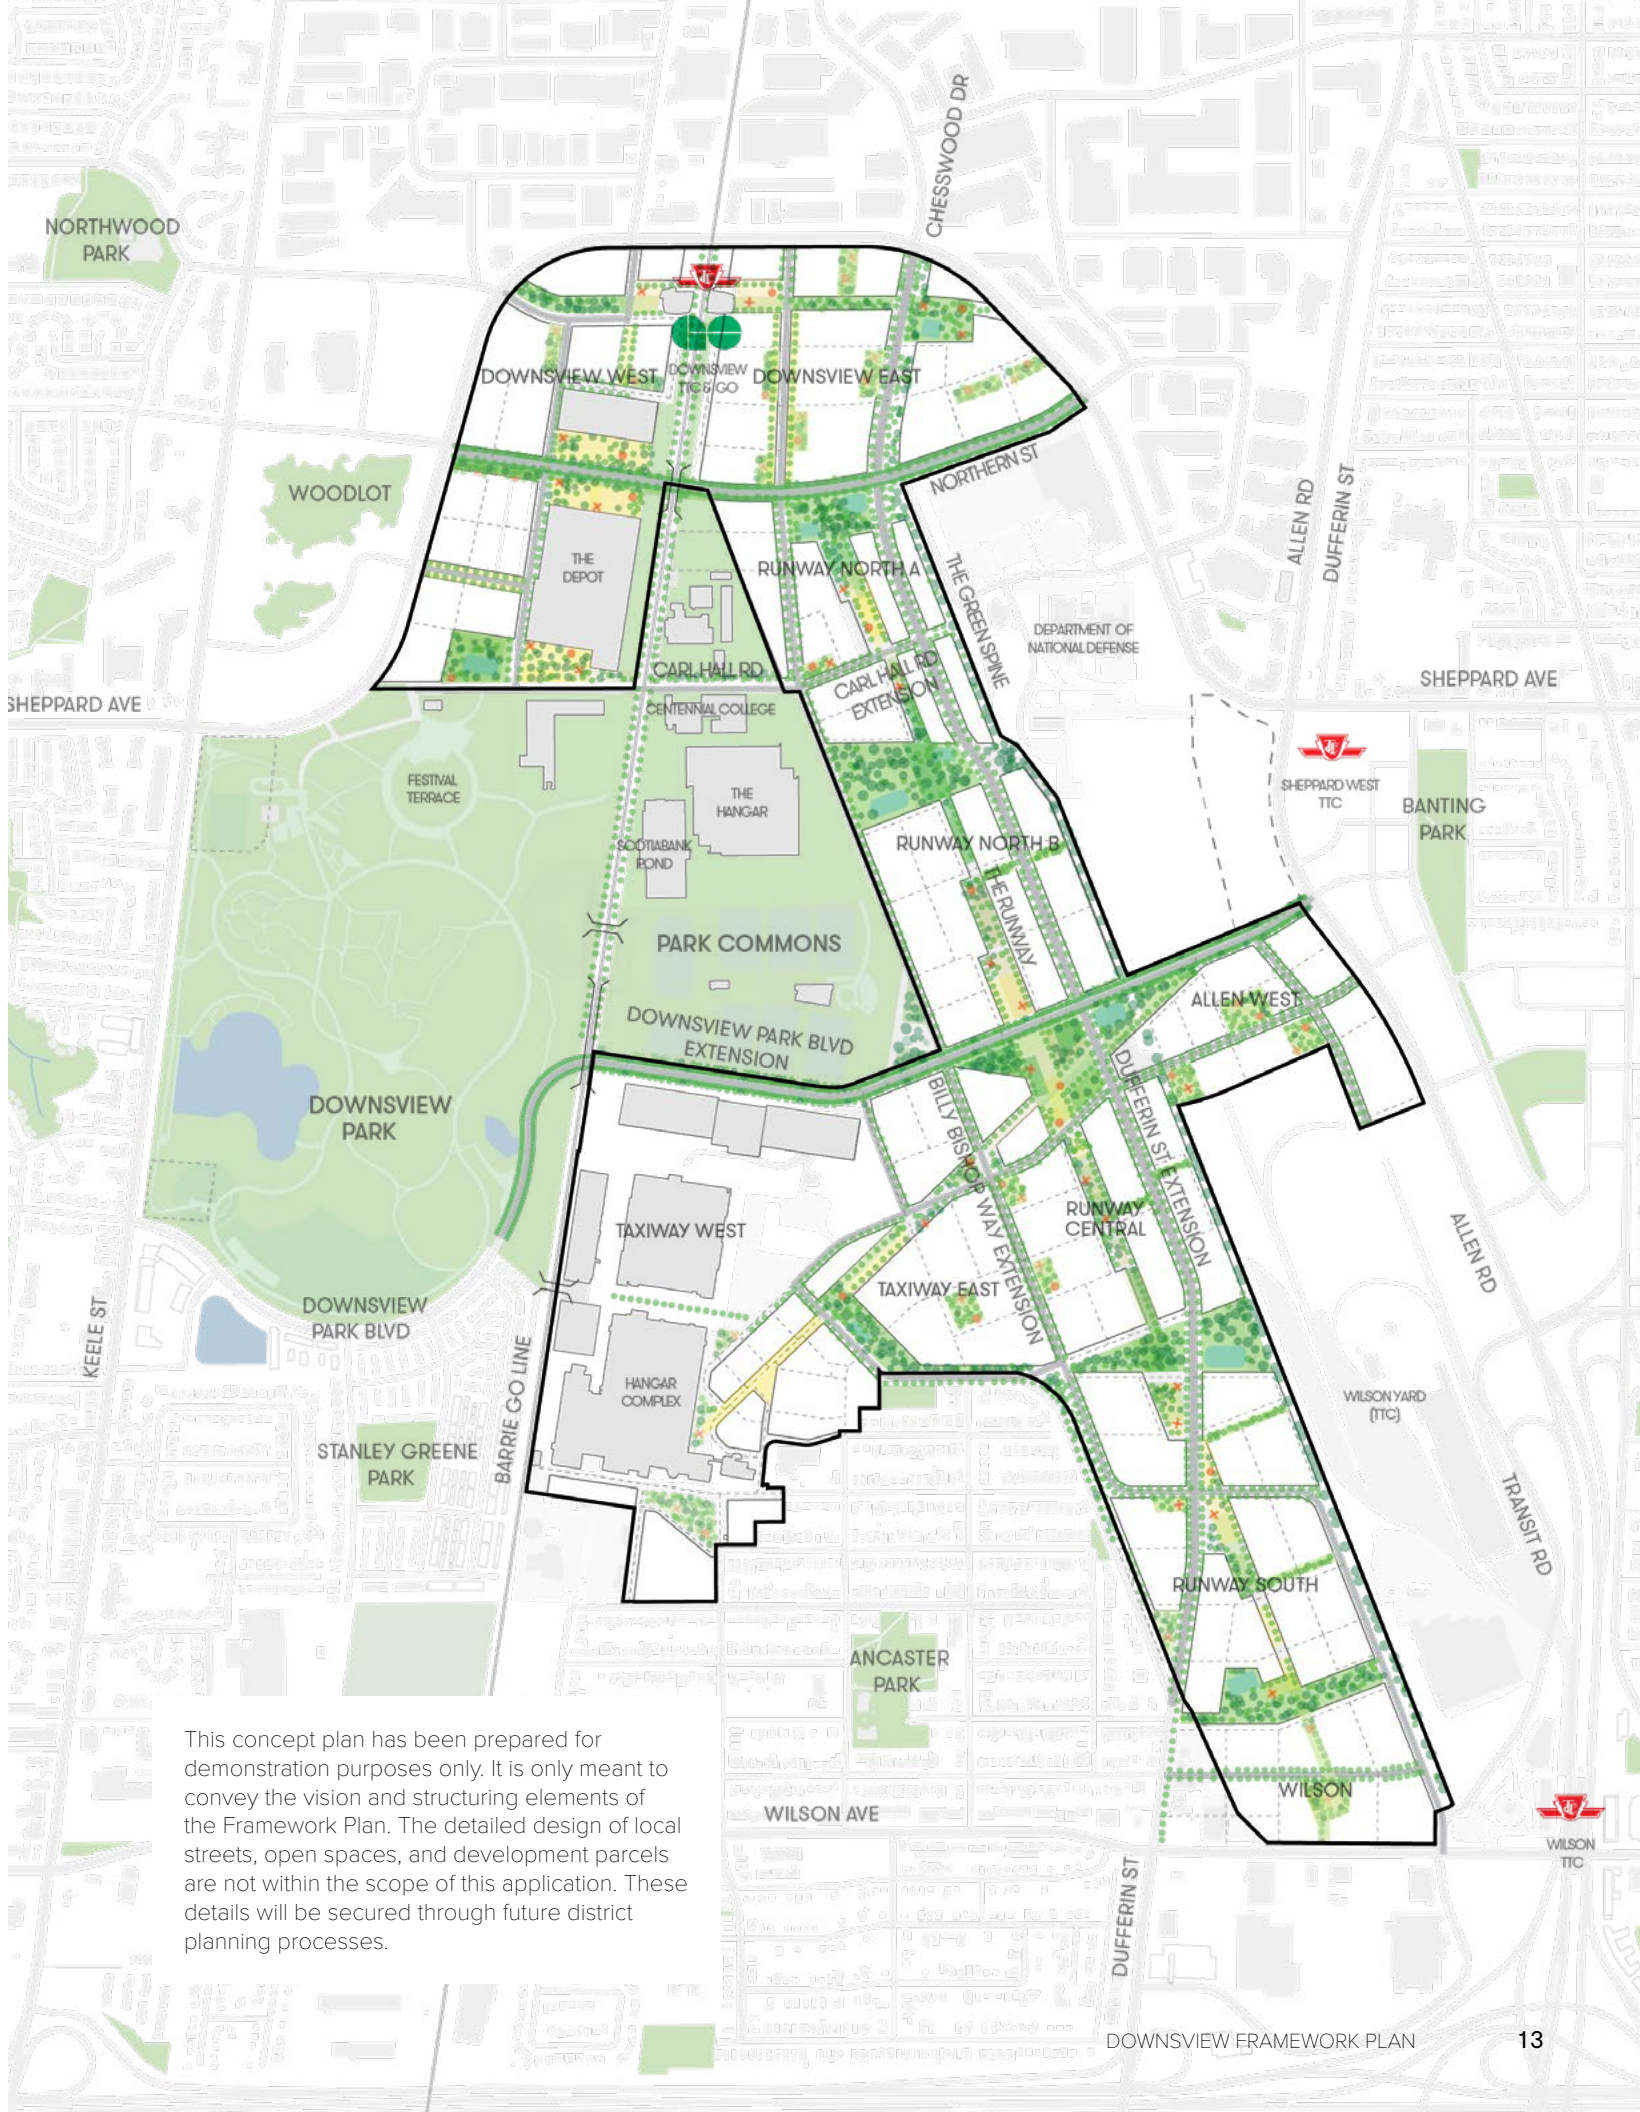 CHESSWOOD DR
NORTHWOOD
PARK
DOWNSVIEW WEST
DOWNSVIEW
TTC & GO
DOWNSVIEW EAST
NORTHERN ST
WOODLOT
ALLEN RD
DUFFERIN ST
THE
DEPOT
RUNWAY NORTH A
THE GREEN SPINE
DEPARTMENT OF
NATIONAL DEFENSE
CARL HALL RD
CARL HALL RD
EXTENSION
SHEPPARD AVE
SHEPPARD AVE
CENTENNIAL COLLEGE
FESTIVAL
TERRACE
THE
HANGAR
SHEPPARD WEST
TTC
BANTING
PARK
SCOTIABANK
POND
RUNWAY NORTH B
THE RUNWAY
PARK COMMONS
ALLEN WEST
DOWNSVIEW PARK BLVD
EXTENSION
DOWNSVIEW
PARK
BILLY BISHOP WAY EXTENSION
DUFFERIN ST EXTENSION
TAXIWAY WEST
RUNWAY
CENTRAL
ALLEN RD
TAXIWAY EAST
DOWNSVIEW
PARK BLVD
KEELE ST
BARRIE GO LINE
HANGAR
COMPLEX
WILSON YARD
(TTC)
STANLEY GREENE
PARK
TRANSIT RD
RUNWAY SOUTH
ANCASTER
PARK
This concept plan has been prepared for
demonstration purposes only. It is only meant to
convey the vision and structuring elements of
the Framework Plan. The detailed design of local
streets, open spaces, and development parcels
are not within the scope of this application. These
details will be secured through future district
planning processes.
WILSON
WILSON AVE
WILSON
TTC
DUFFERIN ST
DOWNSVIEW FRAMEWORK PLAN
13